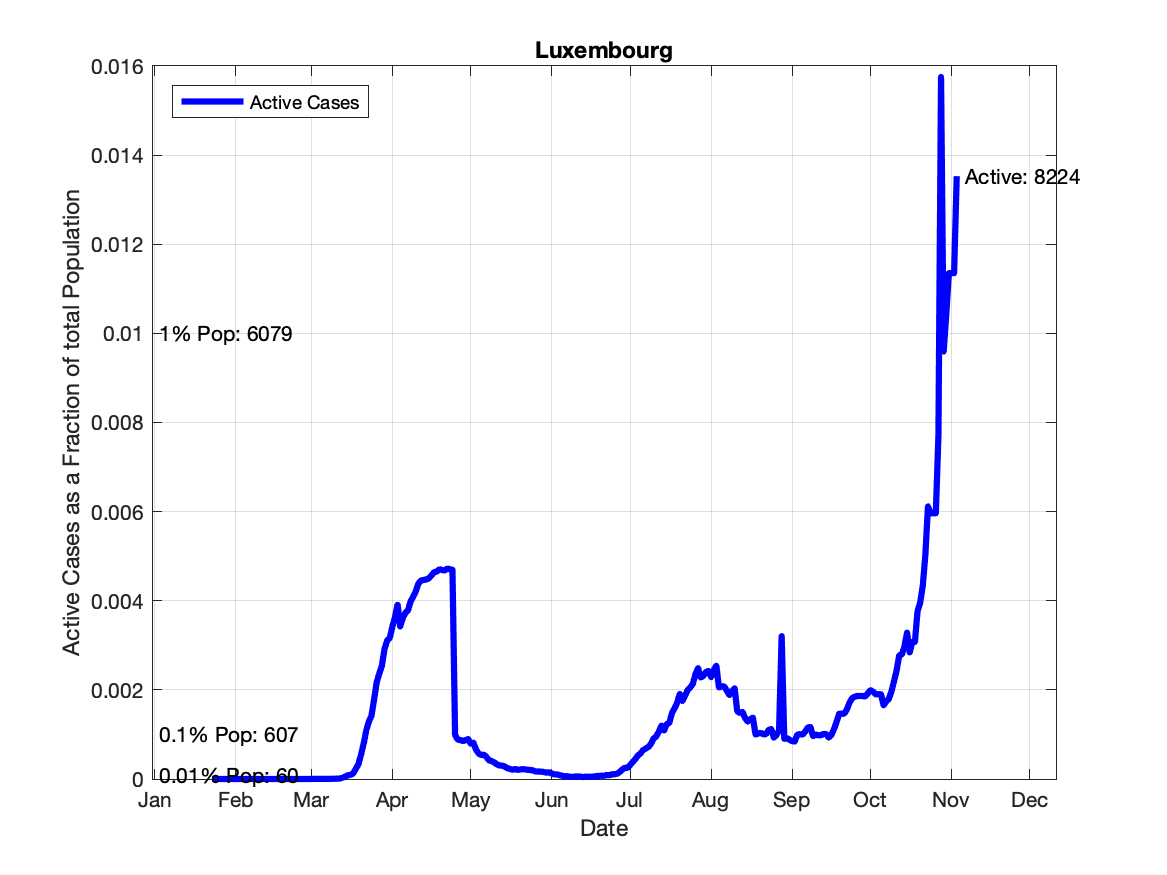 Luxembourg
0.016
Active Cases
0.014
Active: 8224
0.012
1% Pop: 6079
0.01
0.008
0.006
0.004
0.002
0.1% Pop: 607
0.01% Pop: 60
0
Jan Feb Mar Apr May Jun Jul Aug Sep Oct Nov Dec
Date
Active Cases as a Fraction of total Population